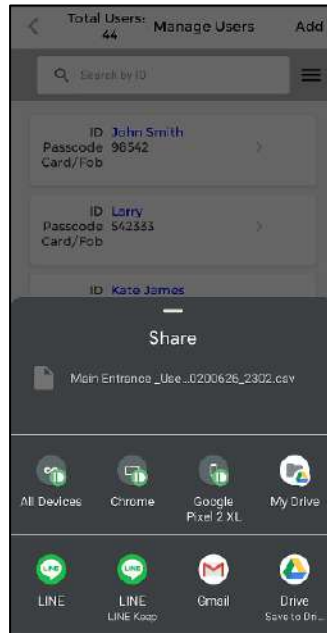 Total Users:
44
Manage Users
Add
Search by ID
ID John Smith
Passcode 98542
Card/Fob
ID Larry
Passcode 542333
Card/Fob
ID Kate James
Share
Main Entrance _Use...0200626_2302.csv
All Devices
Chrome
Google
Pixel 2 XL
My Drive
LINE
LINE
LINE Keep
Gmail
Drive
Save to Dri...